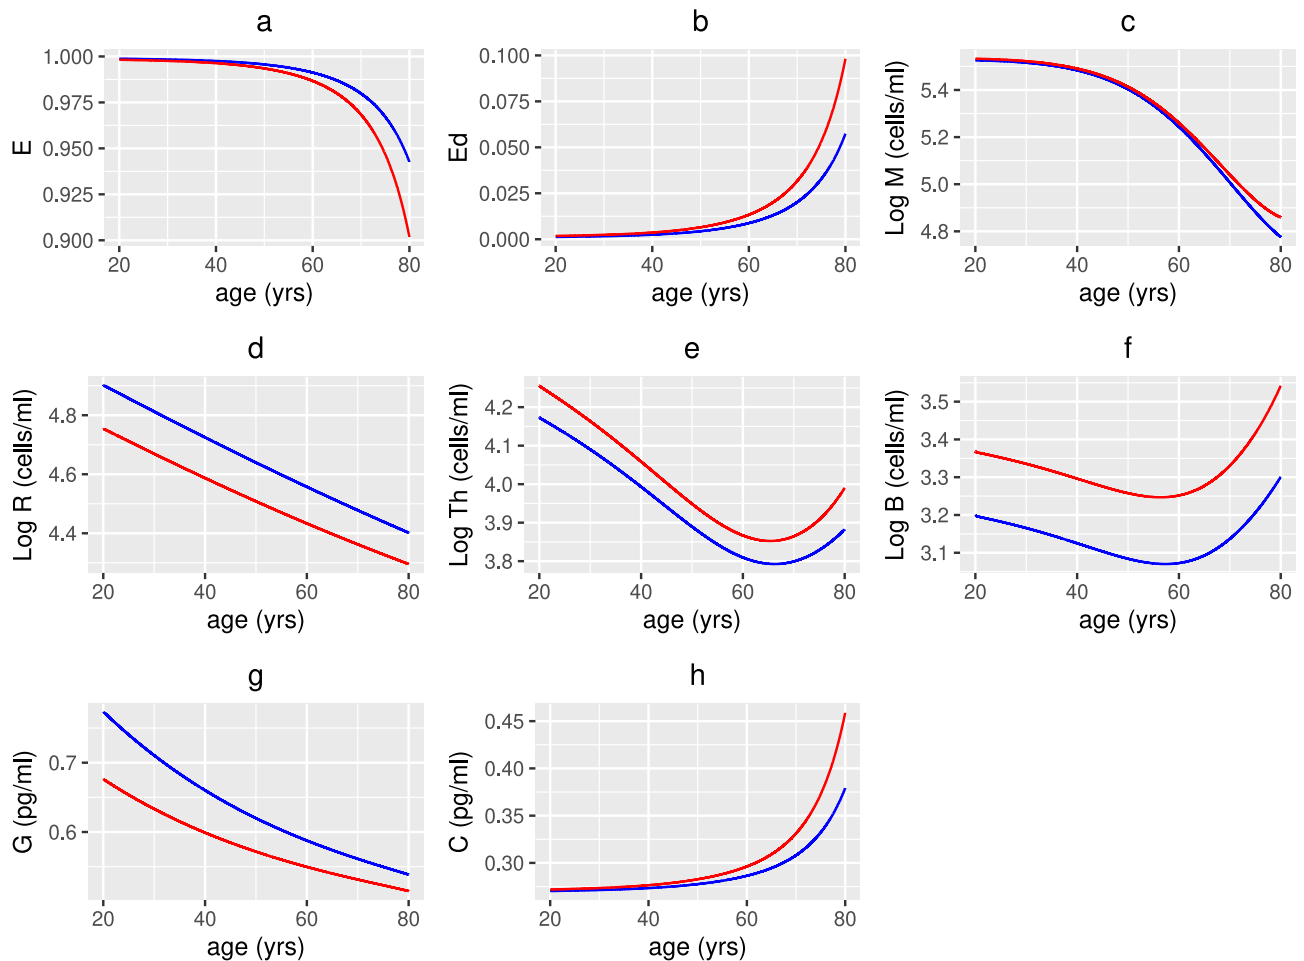 a
b
c
E
1.000
0.975
0.950
0.925
0.900
20
40
60
80
age (yrs)
Ed
0.100
0.075
0.050
0.025
0.000
20
40
60
80
age (yrs)
Log M (cells/ml)
5.4
5.2
5.0
4.8
20
40
60
80
age (yrs)
d
e
f
Log R (cells/ml)
4.8
4.6
4.4
20
40
60
80
age (yrs)
Log Th (cells/ml)
4.2
4.1
4.0
3.9
3.8
20
40
60
80
age (yrs)
Log B (cells/ml)
3.5
3.4
3.3
3.2
3.1
20
40
60
80
age (yrs)
g
h
G (pg/ml)
0.7
0.6
20
40
60
80
age (yrs)
C (pg/ml)
0.45
0.40
0.35
0.30
20
40
60
80
age (yrs)